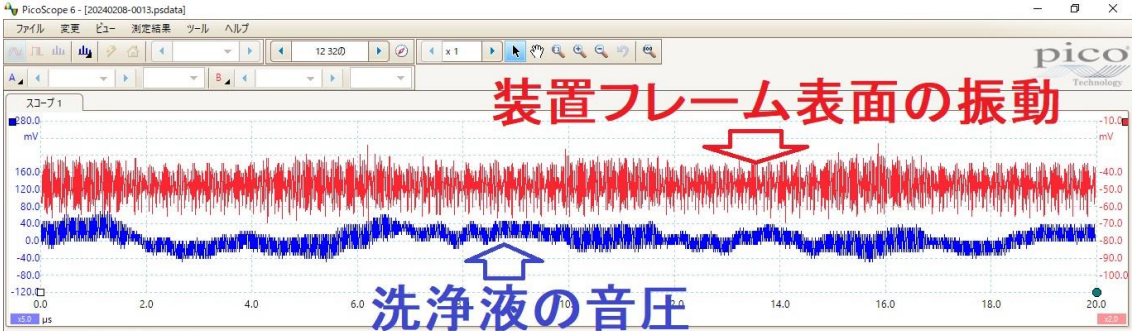 PicoScope 6 - [20240208-0013.psdata]
ファイル 変更 ビュー 測定結果 ツール ヘルプ
x 1
pico
Technology
A B
スコープ 1
装置フレーム表面の振動
280.0 -10.0
mV mV
160.0 -40.0
120.0 -50.0
80.0 -60.0
40.0 -70.0
0.0 -80.0
-40.0 -90.0
-80.0 -100.0
-120.0
0.0 2.0 4.0 6.0 14.0 16.0 18.0 20.0
x5.0 µs x2.0
洗浄液の音圧